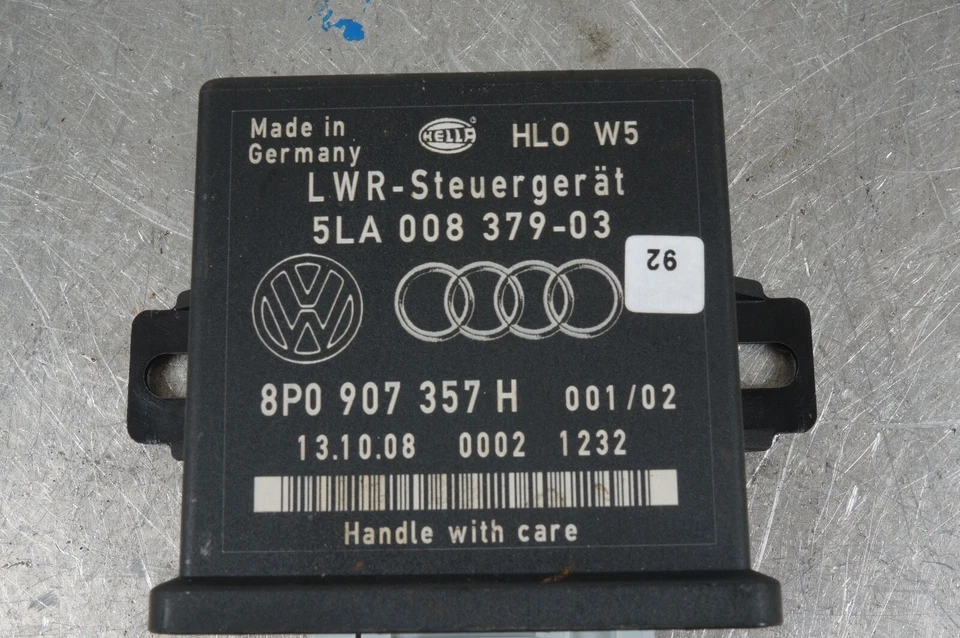 Made in
Germany
HELLA
HLO W5
LWR-Steuergerät
5LA 008 379-03
92
8P0 907 357 H 001/02
13.10.08 0002 1232
Handle with care